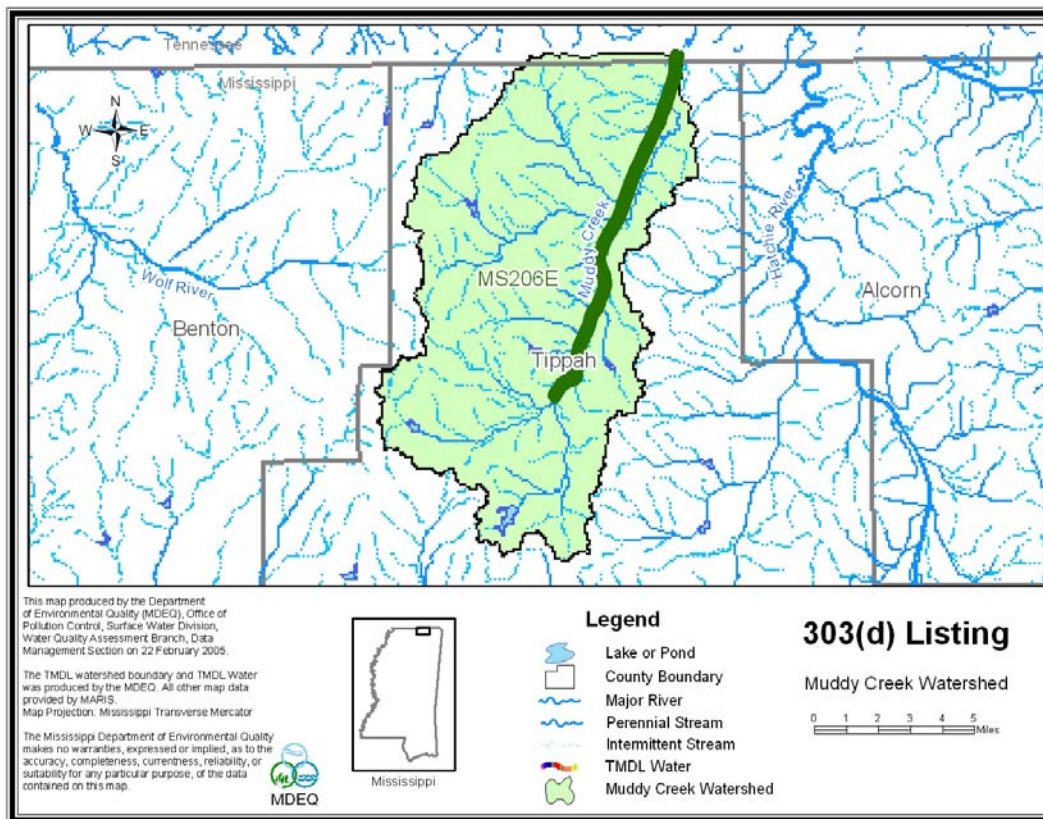 Tennessee
Mississippi
N
W
E
S
Wolf River
Benton
MS206E
Muddy Creek
Tippah
Hatchie River
Alcorn
This map produced by the Department
of Environmental Quality (MDEQ), Office of
Pollution Control, Surface Water Division,
Water Quality Assessment Branch, Data
Management Section on 22 February 2005.
The TMDL watershed boundary and TMDL Water
was produced by the MDEQ. All other map data
provided by MARIS.
Map Projection: Mississippi Transverse Mercator
The Mississippi Department of Environmental Quality
makes no warranties, expressed or implied, as to the
accuracy, completeness, currentness, reliability, or
suitability for any particular purpose, of the data
contained on this map.
MDEQ
Mississippi
Legend
Lake or Pond
County Boundary
Major River
Perennial Stream
Intermittent Stream
TMDL Water
Muddy Creek Watershed
303(d) Listing
Muddy Creek Watershed
0 1 2 3 4 5
Miles